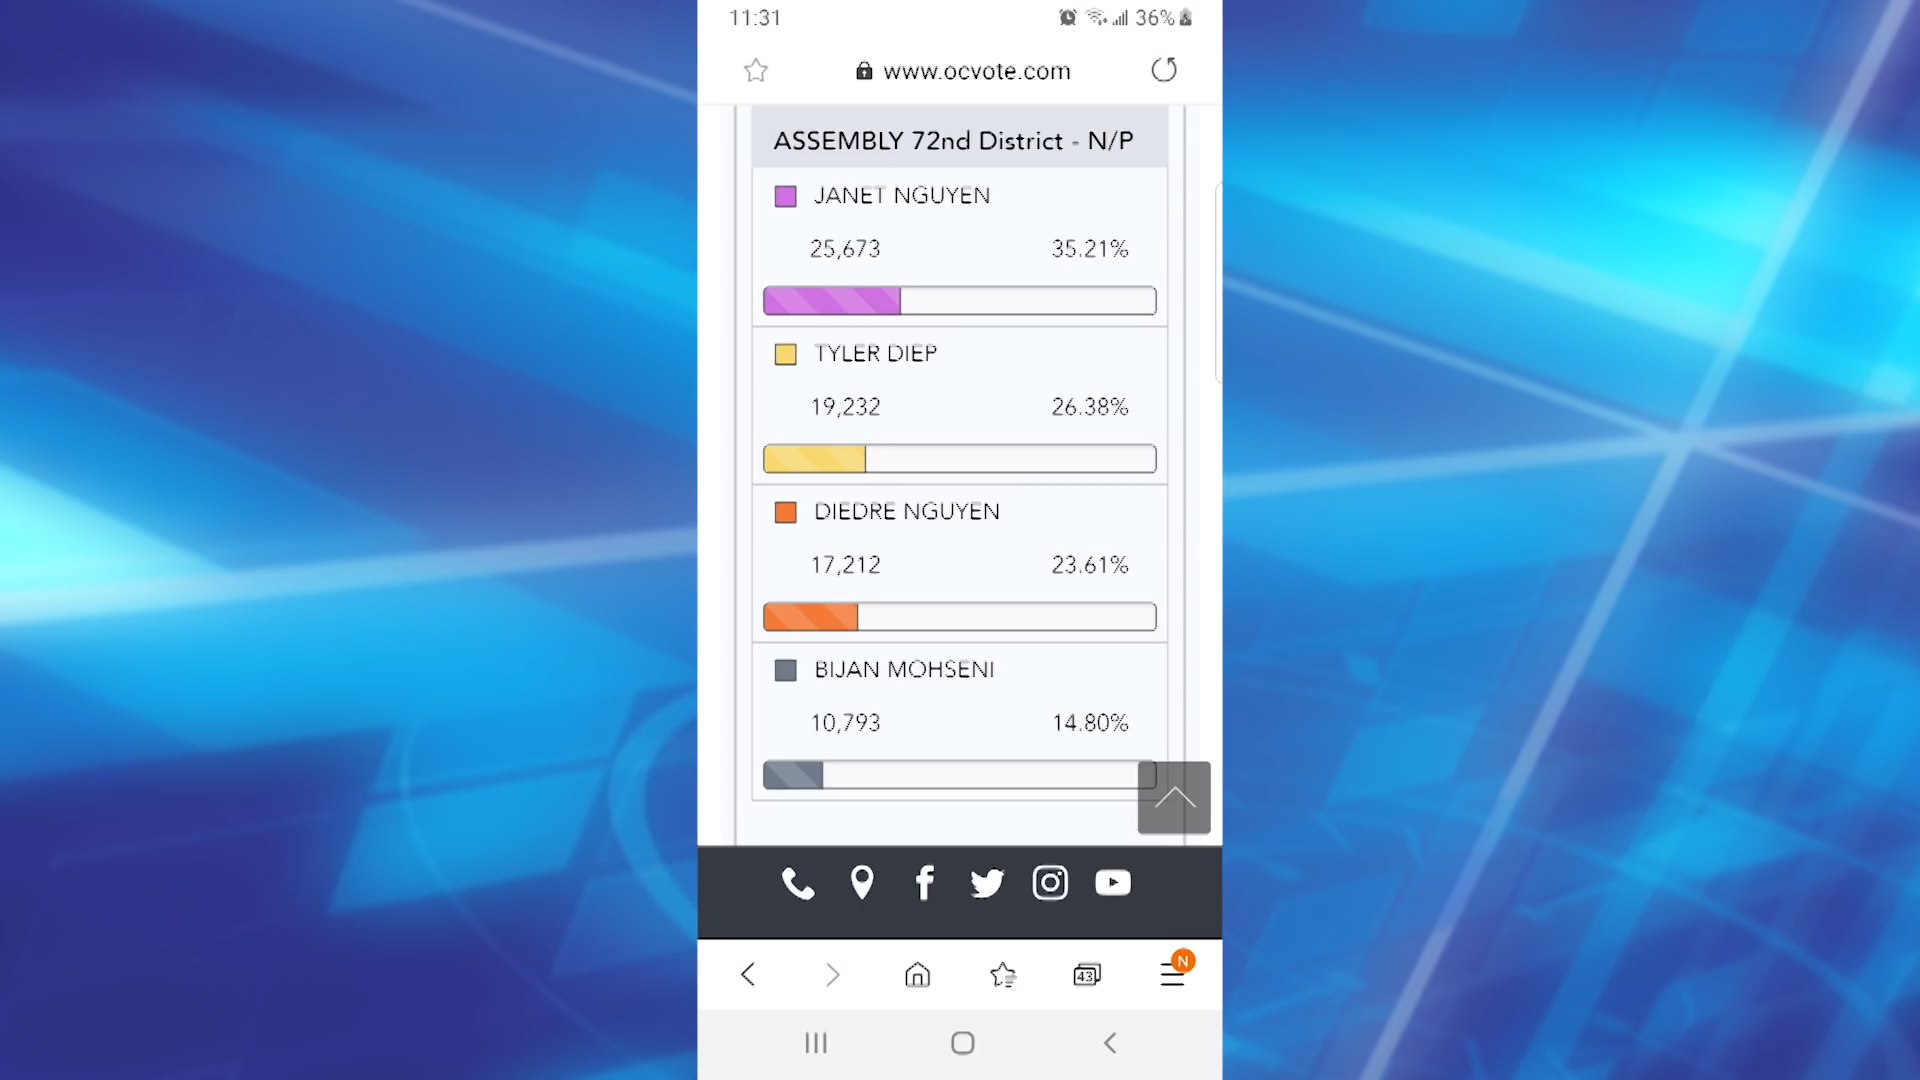 11:31
36%
www.ocvote.com
ASSEMBLY 72nd District - N/P
JANET NGUYEN
25,673 35.21%
TYLER DIEP
19,232 26.38%
DIEDRE NGUYEN
17,212 23.61%
BIJAN MOHSENI
10,793 14.80%
43
N